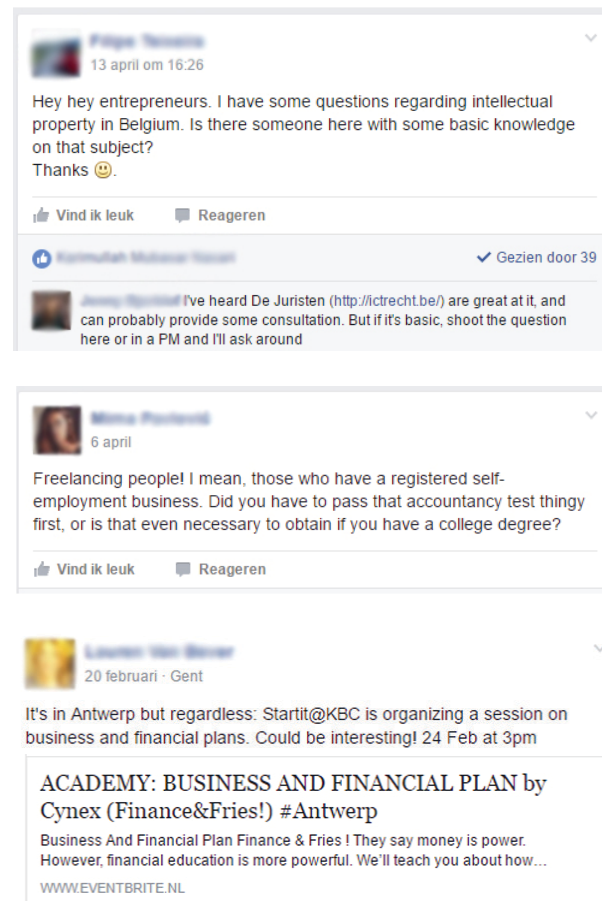 13 april om 16:26
Hey hey entrepreneurs. I have some questions regarding intellectual
property in Belgium. Is there someone here with some basic knowledge
on that subject?
Thanks 🙂.
Vind ik leuk Reageren
✓ Gezien door 39
I've heard De Juristen (http://ictrecht.be/) are great at it, and
can probably provide some consultation. But if it's basic, shoot the question
here or in a PM and I'll ask around
6 april
Freelancing people! I mean, those who have a registered self-
employment business. Did you have to pass that accountancy test thingy
first, or is that even necessary to obtain if you have a college degree?
Vind ik leuk Reageren
20 februari · Gent
It's in Antwerp but regardless: Startit@KBC is organizing a session on
business and financial plans. Could be interesting! 24 Feb at 3pm
ACADEMY: BUSINESS AND FINANCIAL PLAN by
Cynex (Finance&Fries!) #Antwerp
Business And Financial Plan Finance & Fries ! They say money is power.
However, financial education is more powerful. We'll teach you about how...
WWW.EVENTBRITE.NL